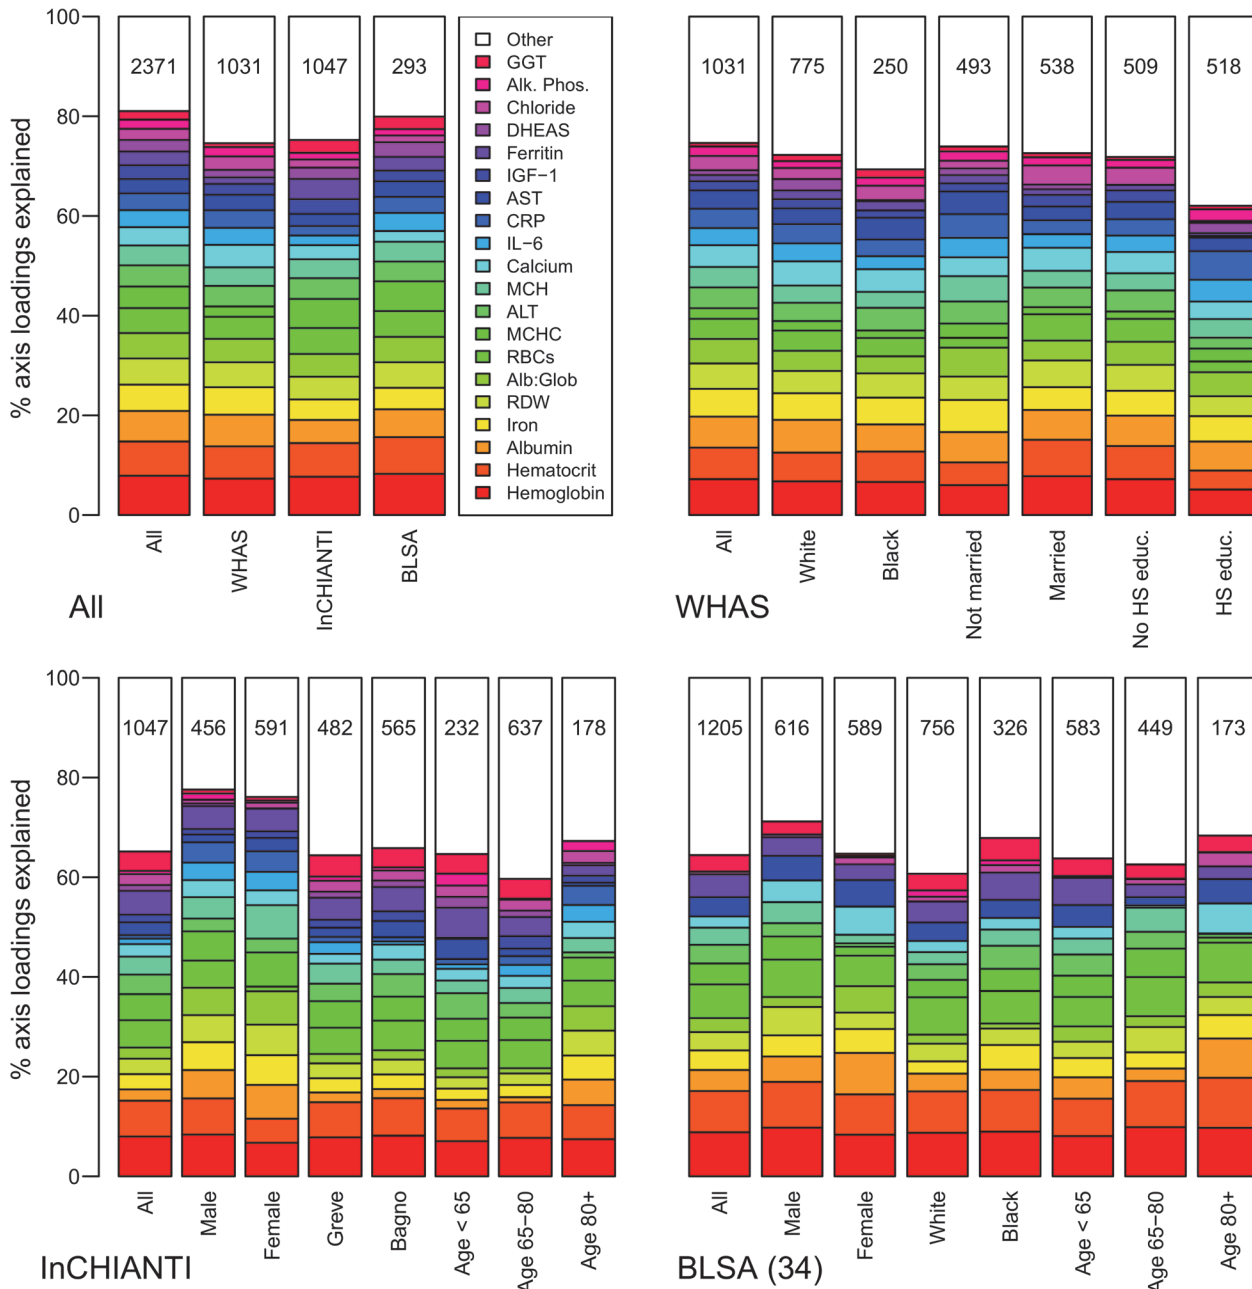 % axis loadings explained
100
80
60
40
20
0
2371
1031
1047
293
All
WHAS
InCHIANTI
BLSA
All
Other
GGT
Alk. Phos.
Chloride
DHEAS
Ferritin
IGF−1
AST
CRP
IL−6
Calcium
MCH
ALT
MCHC
RBCs
Alb:Glob
RDW
Iron
Albumin
Hematocrit
Hemoglobin
1031
775
250
493
538
509
518
All
White
Black
Not married
Married
No HS educ.
HS educ.
WHAS
% axis loadings explained
100
80
60
40
20
0
1047
456
591
482
565
232
637
178
All
Male
Female
Greve
Bagno
Age < 65
Age 65−80
Age 80+
InCHIANTI
1205
616
589
756
326
583
449
173
All
Male
Female
White
Black
Age < 65
Age 65−80
Age 80+
BLSA (34)